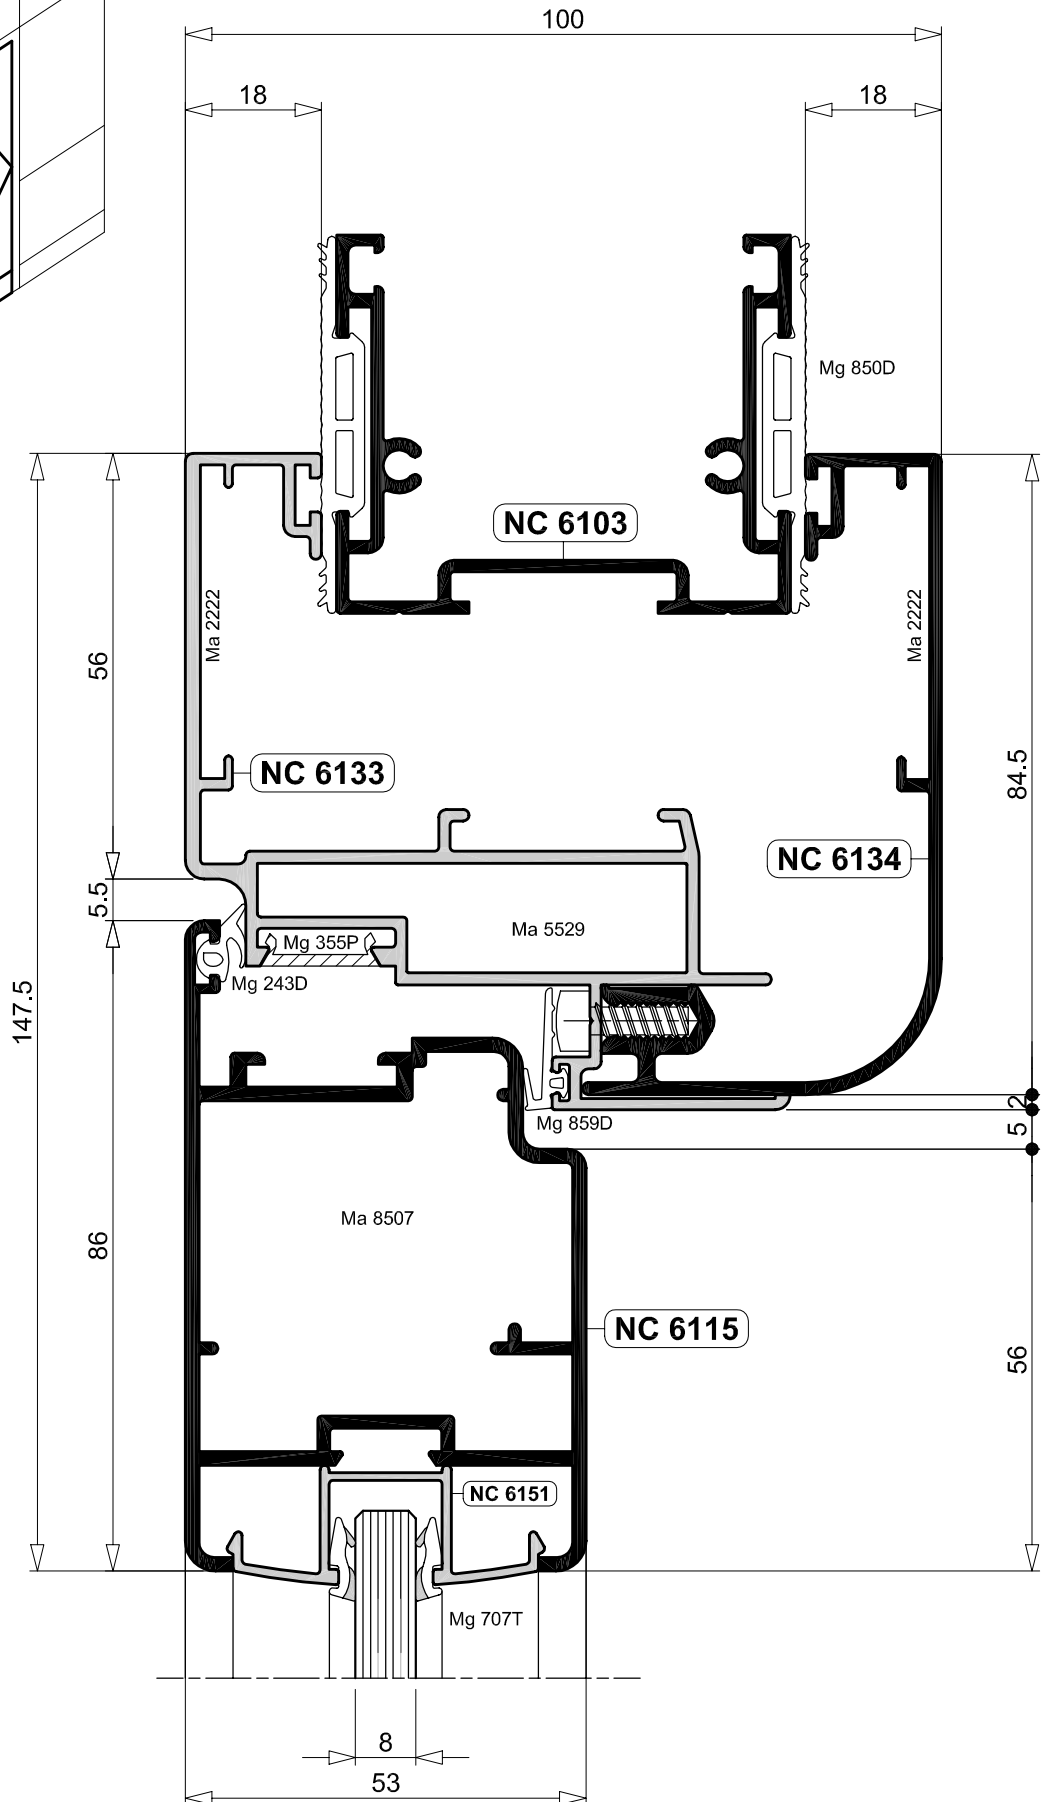 100
18
18
Mg 850D
NC 6103
Ma 2222
Ma 2222
56
NC 6133
84.5
NC 6134
5.5
Ma 5529
Mg 355P
Mg 243D
147.5
2
Mg 859D
5
Ma 8507
86
NC 6115
56
NC 6151
Mg 707T
8
53